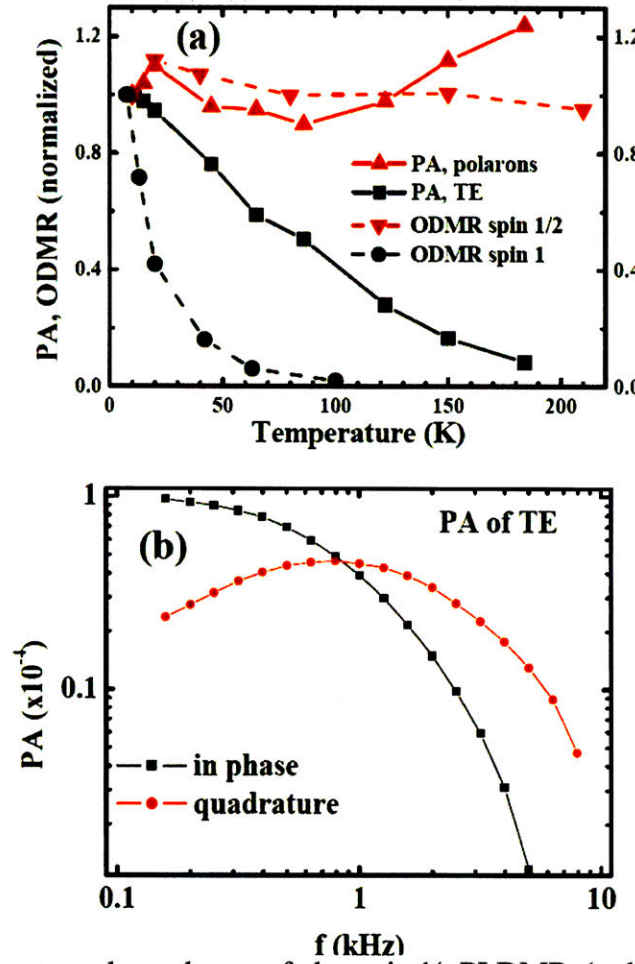 (a)
PA, ODMR (normalized)
1.2
0.8
0.4
0.0
1.2
0.8
0.4
0.0
PA, polarons
PA, TE
ODMR spin 1/2
ODMR spin 1
0 50 100 150 200
Temperature (K)
(b)
PA of TE
PA (x10⁻⁴)
1
0.1
in phase
quadrature
0.1 1 10
f (kHz)